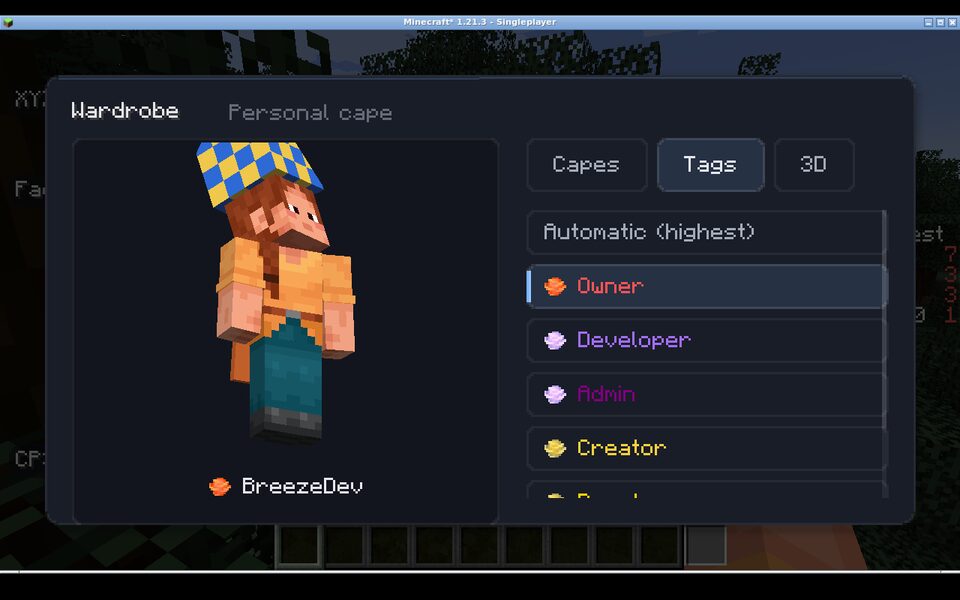 Minecraft* 1.21.3 - Singleplayer
Wardrobe
Personal cape
Capes
Tags
3D
Automatic (highest)
Owner
Developer
Admin
Creator
BreezeDev